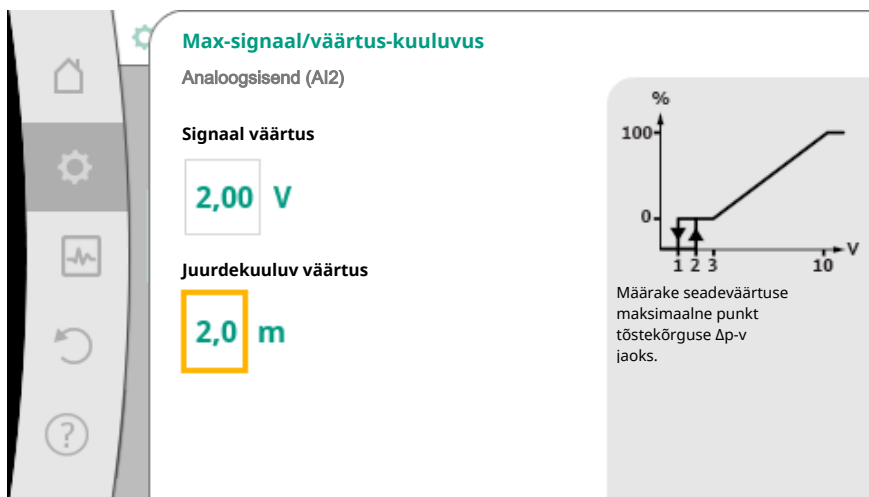 Max-signaal/väärtus-kuuluvus
Analoogsisend (AI2)
Signaal väärtus
2,00 V
Juurdekuuluv väärtus
2,0 m
%
100
0
1 2 3 10 V
Määrake seadeväärtuse
maksimaalne punkt
tõstekõrguse Δp-v
jaoks.
?